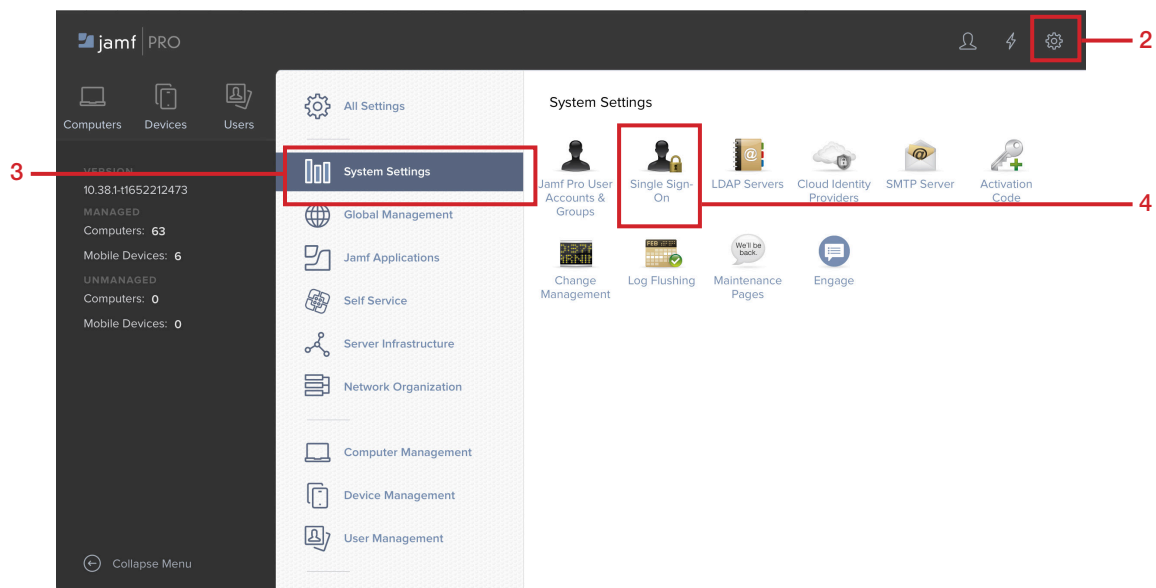 jamf PRO
2
Computers Devices Users
All Settings
System Settings
3
VERSION
10.38.1-t1652212473
MANAGED
Computers: 63
Mobile Devices: 6
UNMANAGED
Computers: 0
Mobile Devices: 0
Collapse Menu
System Settings
Global Management
Jamf Applications
Self Service
Server Infrastructure
Network Organization
Computer Management
Device Management
User Management
Jamf Pro User
Accounts &
Groups
Single Sign-
On
LDAP Servers
Cloud Identity
Providers
SMTP Server
Activation
Code
4
Change
Management
FEB
Log Flushing
We'll be
back.
Maintenance
Pages
Engage